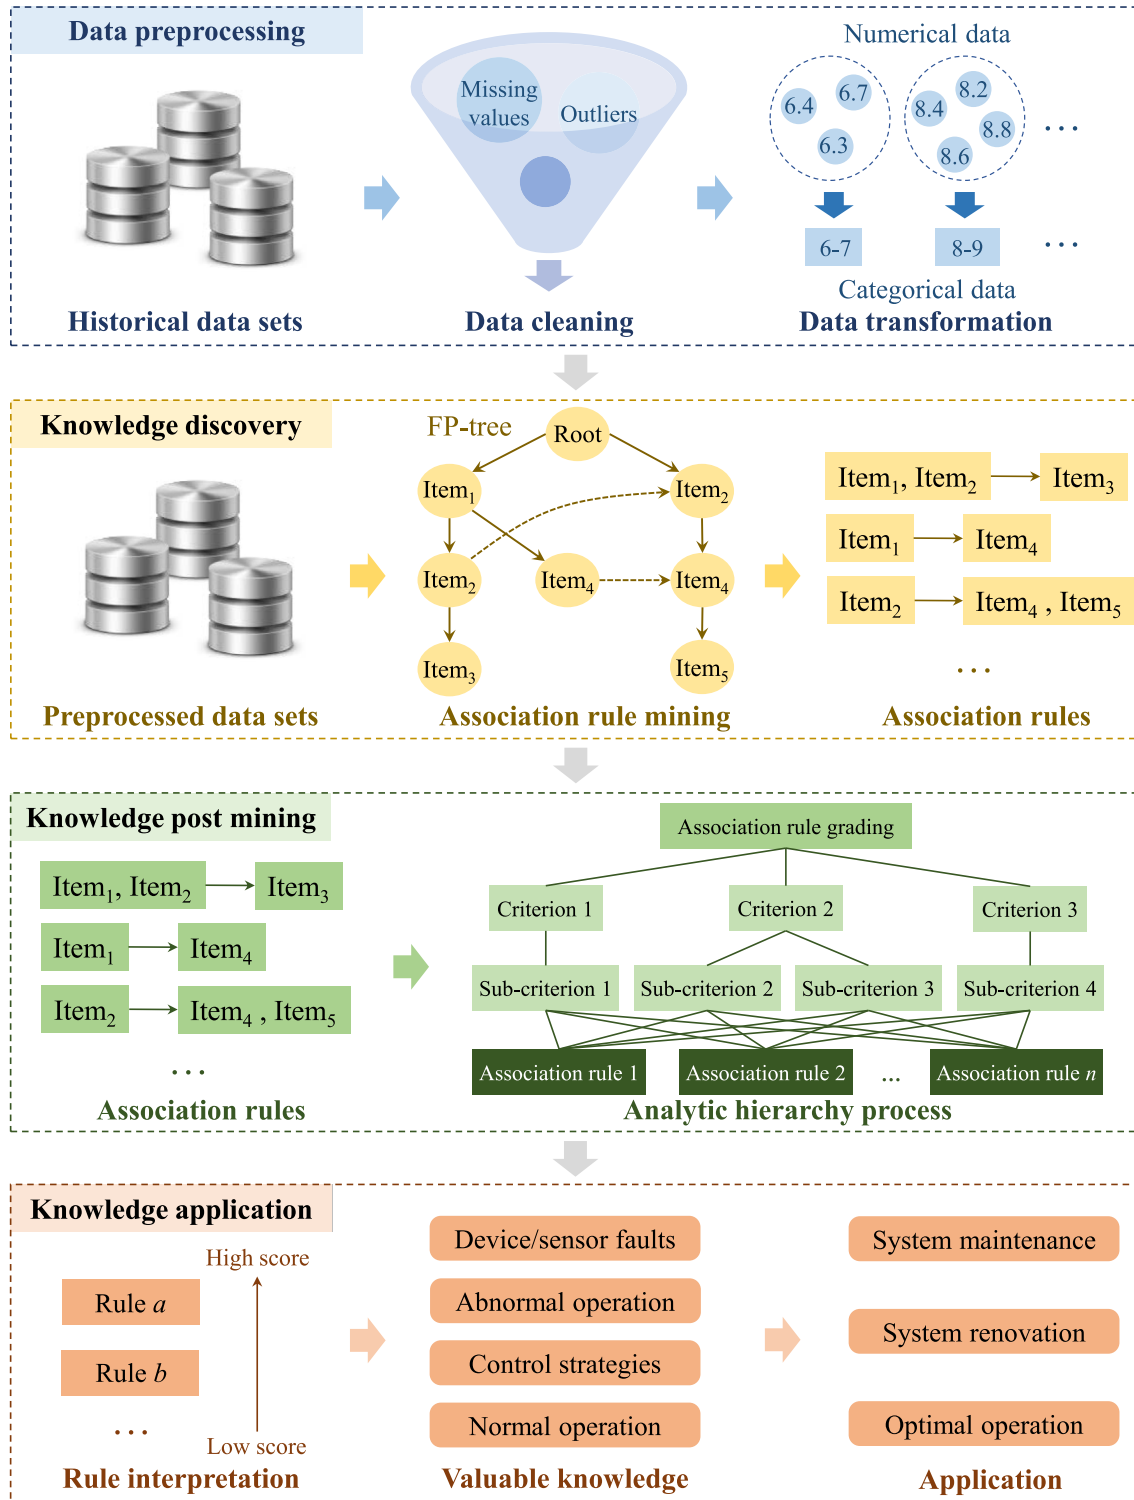 Data preprocessing
Numerical data
Missing
values
Outliers
6.4
6.7
6.3
8.2
8.4
8.8
8.6
...
6-7
8-9
...
Categorical data
Historical data sets
Data cleaning
Data transformation
Knowledge discovery
FP-tree
Root
Item₁
Item₂
Item₂
Item₄
Item₄
Item₃
Item₅
Item₁, Item₂
Item₃
Item₁
Item₄
Item₂
Item₄ , Item₅
...
Preprocessed data sets
Association rule mining
Association rules
Knowledge post mining
Item₁, Item₂
Item₃
Item₁
Item₄
Item₂
Item₄ , Item₅
...
Association rules
Association rule grading
Criterion 1
Criterion 2
Criterion 3
Sub-criterion 1
Sub-criterion 2
Sub-criterion 3
Sub-criterion 4
Association rule 1
Association rule 2
...
Association rule n
Analytic hierarchy process
Knowledge application
High score
Rule a
Rule b
...
Low score
Rule interpretation
Device/sensor faults
Abnormal operation
Control strategies
Normal operation
Valuable knowledge
System maintenance
System renovation
Optimal operation
Application